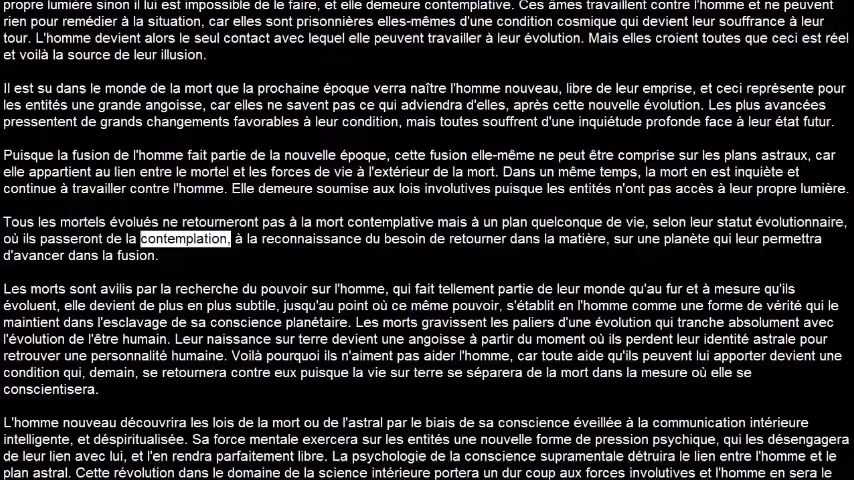 propre lumière sinon il lui est impossible de le faire, et elle demeure contemplative. Ces âmes travaillent contre l'homme et ne peuvent
rien pour remédier à la situation, car elles sont prisonnières elles-mêmes d'une condition cosmique qui devient leur souffrance à leur
tour. L'homme devient alors le seul contact avec lequel elle peuvent travailler à leur évolution. Mais elles croient toutes que ceci est réel
et voilà la source de leur illusion.
Il est su dans le monde de la mort que la prochaine époque verra naître l'homme nouveau, libre de leur emprise, et ceci représente pour
les entités une grande angoisse, car elles ne savent pas ce qui adviendra d'elles, après cette nouvelle évolution. Les plus avancées
pressentent de grands changements favorables à leur condition, mais toutes souffrent d'une inquiétude profonde face à leur état futur.
Puisque la fusion de l'homme fait partie de la nouvelle époque, cette fusion elle-même ne peut être comprise sur les plans astraux, car
elle appartient au lien entre le mortel et les forces de vie à l'extérieur de la mort. Dans un même temps, la mort en est inquiète et
continue à travailler contre l'homme. Elle demeure soumise aux lois involutives puisque les entités n'ont pas accès à leur propre lumière.
Tous les mortels évolués ne retourneront pas à la mort contemplative mais à un plan quelconque de vie, selon leur statut évolutionnaire,
où ils passeront de la contemplation, à la reconnaissance du besoin de retourner dans la matière, sur une planète qui leur permettra
d'avancer dans la fusion.
Les morts sont avilis par la recherche du pouvoir sur l'homme, qui fait tellement partie de leur monde qu'au fur et à mesure qu'ils
évoluent, elle devient de plus en plus subtile, jusqu'au point où ce même pouvoir, s'établit en l'homme comme une forme de vérité qui le
maintient dans l'esclavage de sa conscience planétaire. Les morts gravissent les paliers d'une évolution qui tranche absolument avec
l'évolution de l'être humain. Leur naissance sur terre devient une angoisse à partir du moment où ils perdent leur identité astrale pour
retrouver une personnalité humaine. Voilà pourquoi ils n'aiment pas aider l'homme, car toute aide qu'ils peuvent lui apporter devient une
condition qui, demain, se retournera contre eux puisque la vie sur terre se séparera de la mort dans la mesure où elle se
conscientisera.
L'homme nouveau découvrira les lois de la mort ou de l'astral par le biais de sa conscience éveillée à la communication intérieure
intelligente, et déspiritualisée. Sa force mentale exercera sur les entités une nouvelle forme de pression psychique, qui les désengagera
de leur lien avec lui, et l'en rendra parfaitement libre. La psychologie de la conscience supramentale détruira le lien entre l'homme et le
plan astral. Cette révolution dans le domaine de la science intérieure portera un dur coup aux forces involutives et l'homme en sera le